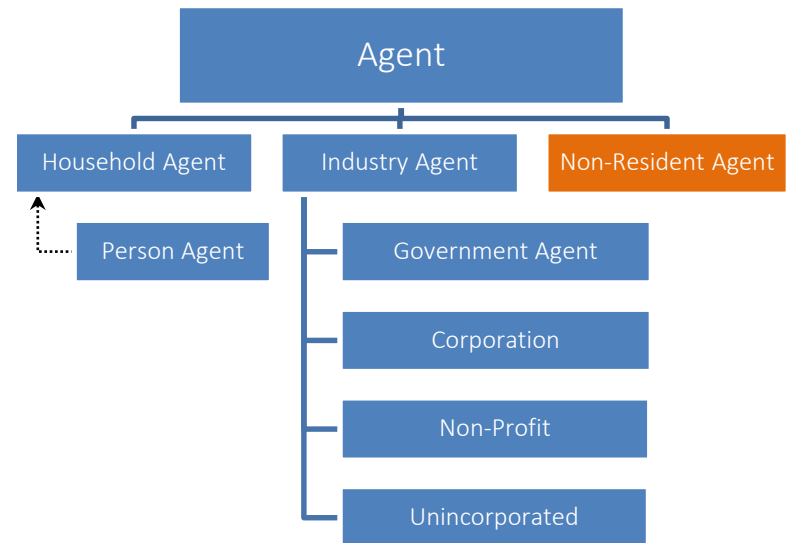 Agent
Household Agent
Industry Agent
Non-Resident Agent
Person Agent
Government Agent
Corporation
Non-Profit
Unincorporated